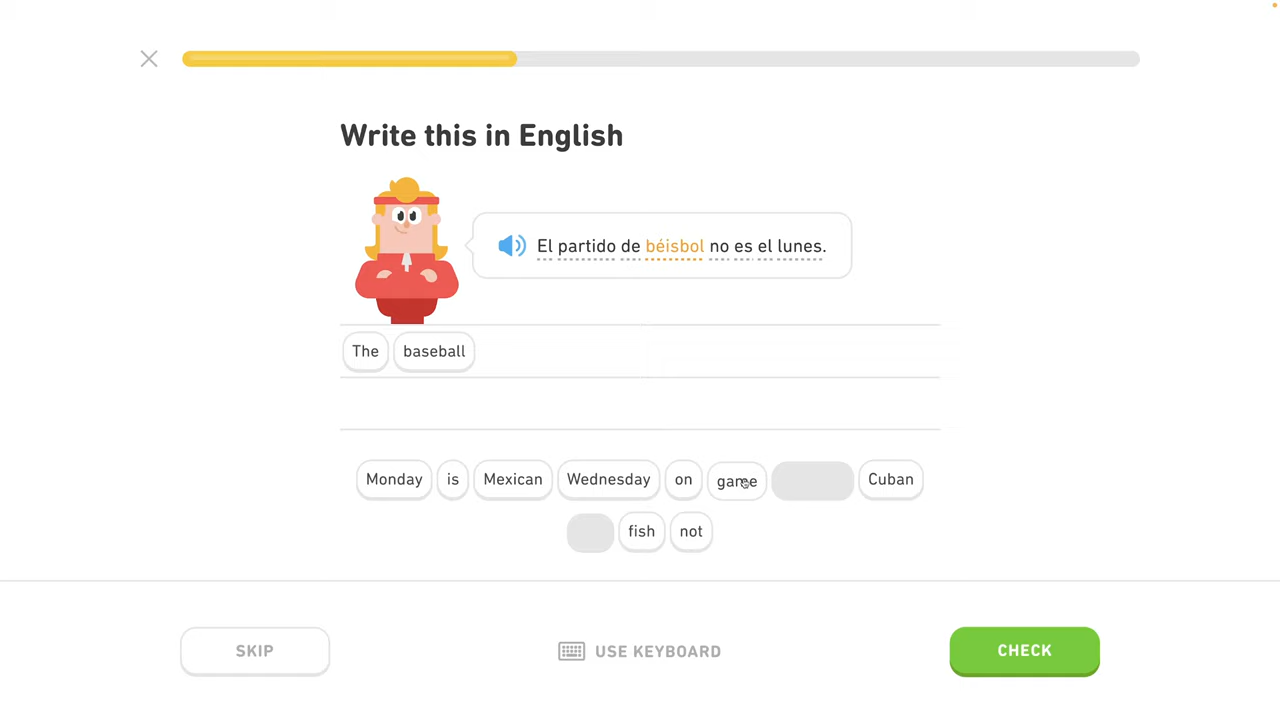 Write this in English
El partido de béisbol no es el lunes.
The baseball
Monday is Mexican Wednesday on game Cuban
fish not
SKIP USE KEYBOARD CHECK